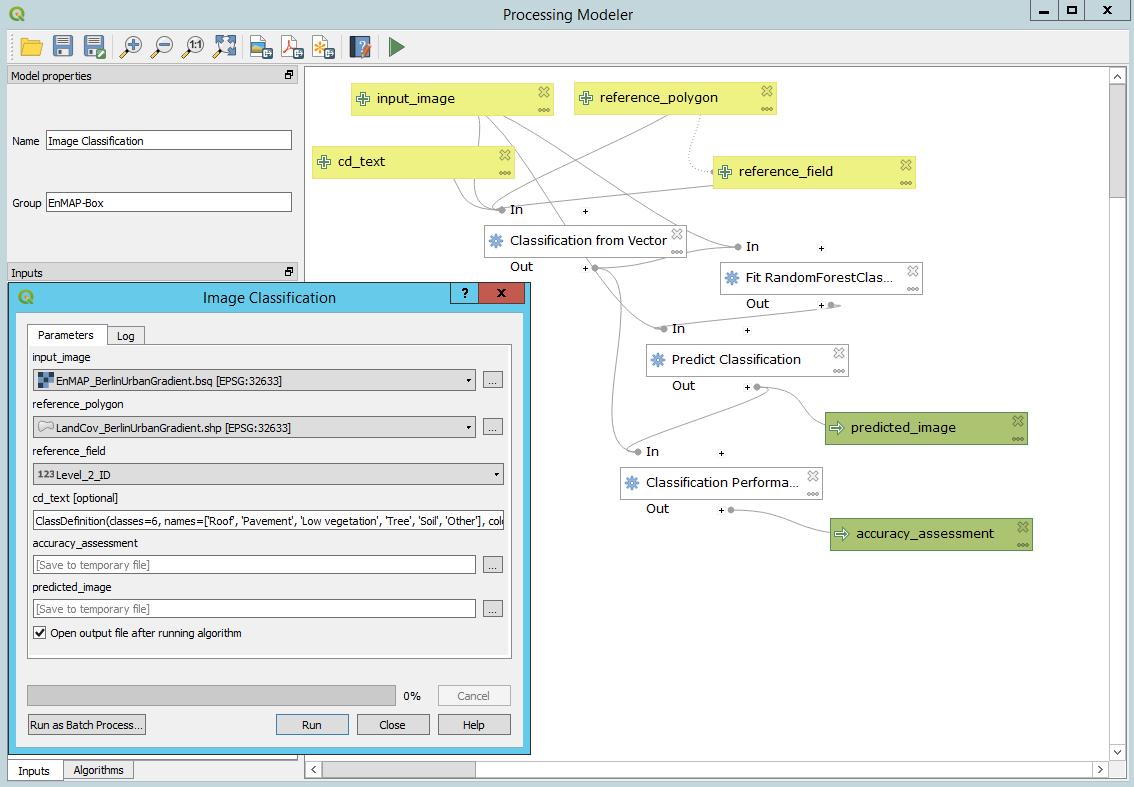 Processing Modeler
1:1
Model properties
Name
Image Classification
Group
EnMAP-Box
Inputs
input_image
reference_polygon
cd_text
reference_field
In
Classification from Vector
Out
In
Fit RandomForestClas...
Out
In
Predict Classification
Out
predicted_image
In
Classification Performa...
Out
accuracy_assessment
Image Classification
?
X
Parameters
Log
input_image
EnMAP_BerlinUrbanGradient.bsq [EPSG:32633]
...
reference_polygon
LandCov_BerlinUrbanGradient.shp [EPSG:32633]
...
reference_field
123 Level_2_ID
cd_text [optional]
ClassDefinition(classes=6, names=['Roof', 'Pavement', 'Low vegetation', 'Tree', 'Soil', 'Other'], colo
accuracy_assessment
[Save to temporary file]
...
predicted_image
[Save to temporary file]
...
Open output file after running algorithm
0%
Cancel
Run as Batch Process...
Run
Close
Help
Inputs
Algorithms